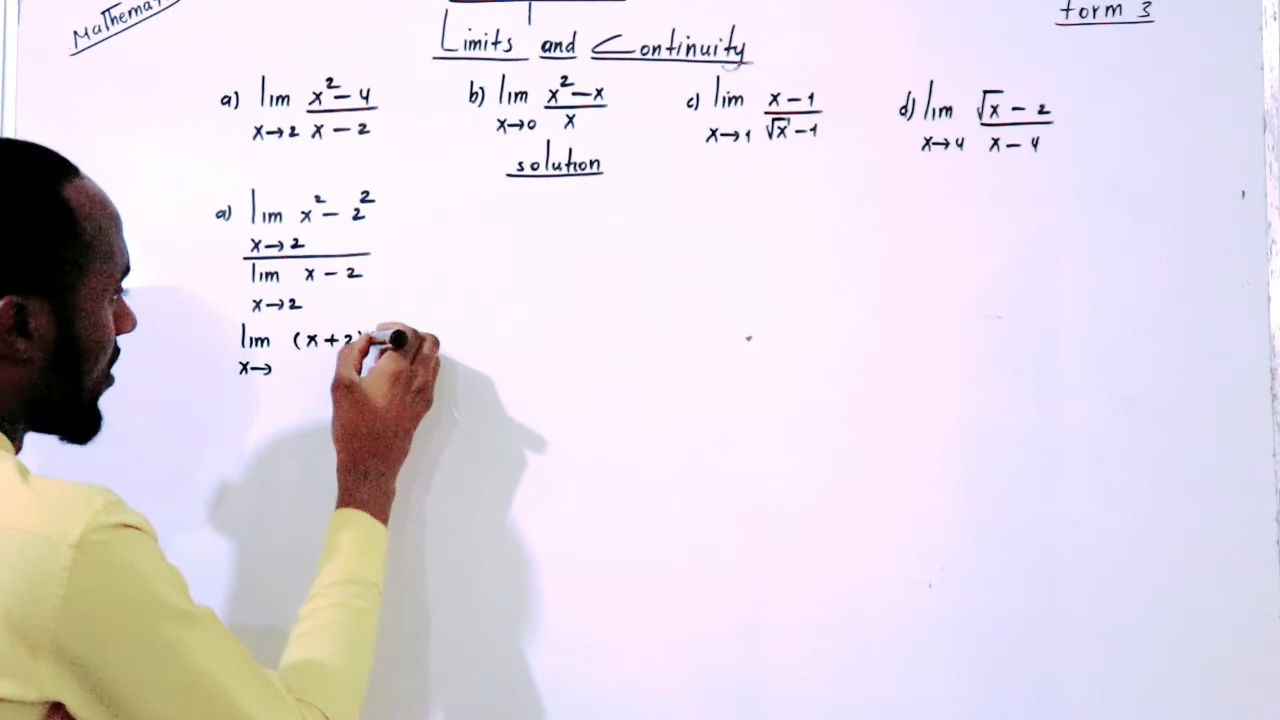 Mathema
form 3
Limits and Continuity
a) lim x→2 x² - 4 / x - 2
b) lim x→0 x² - x / x
c) lim x→1 x - 1 / √x - 1
d) lim x→4 √x - 2 / x - 4
solution
a) lim x² - 2²
x→2
lim x - 2
x→2
lim (x+2)
x→